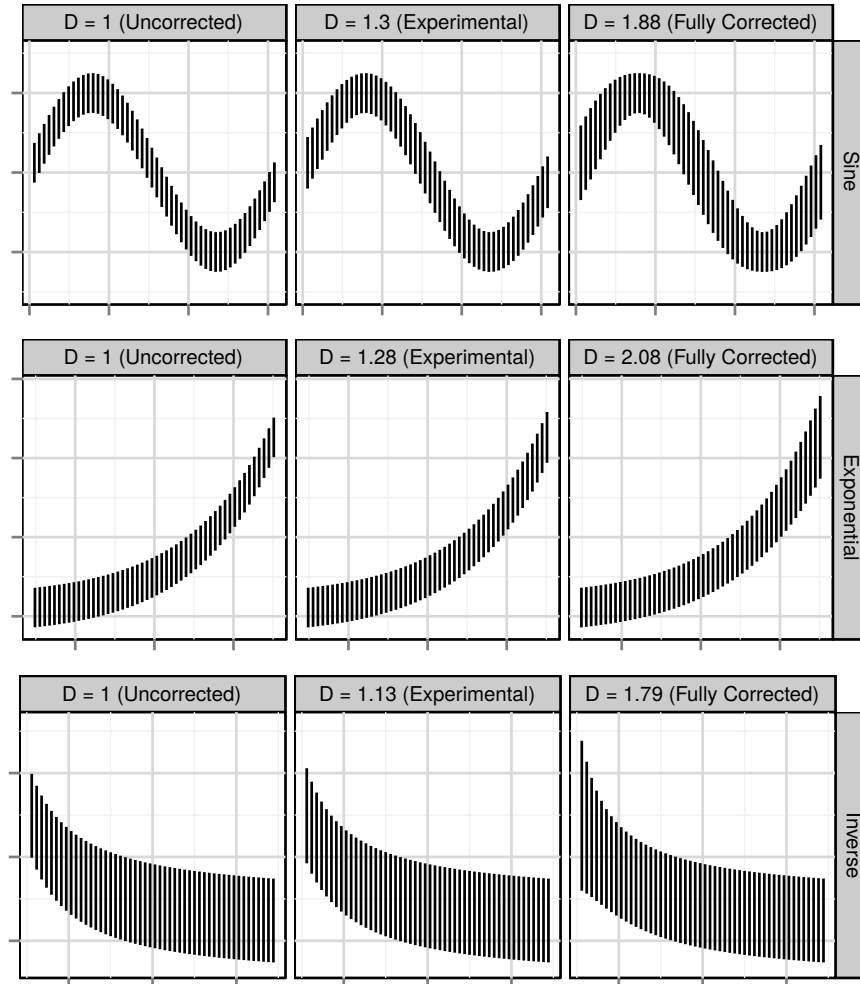 D = 1 (Uncorrected)
D = 1.3 (Experimental)
D = 1.88 (Fully Corrected)
Sine
D = 1 (Uncorrected)
D = 1.28 (Experimental)
D = 2.08 (Fully Corrected)
Exponential
D = 1 (Uncorrected)
D = 1.13 (Experimental)
D = 1.79 (Fully Corrected)
Inverse